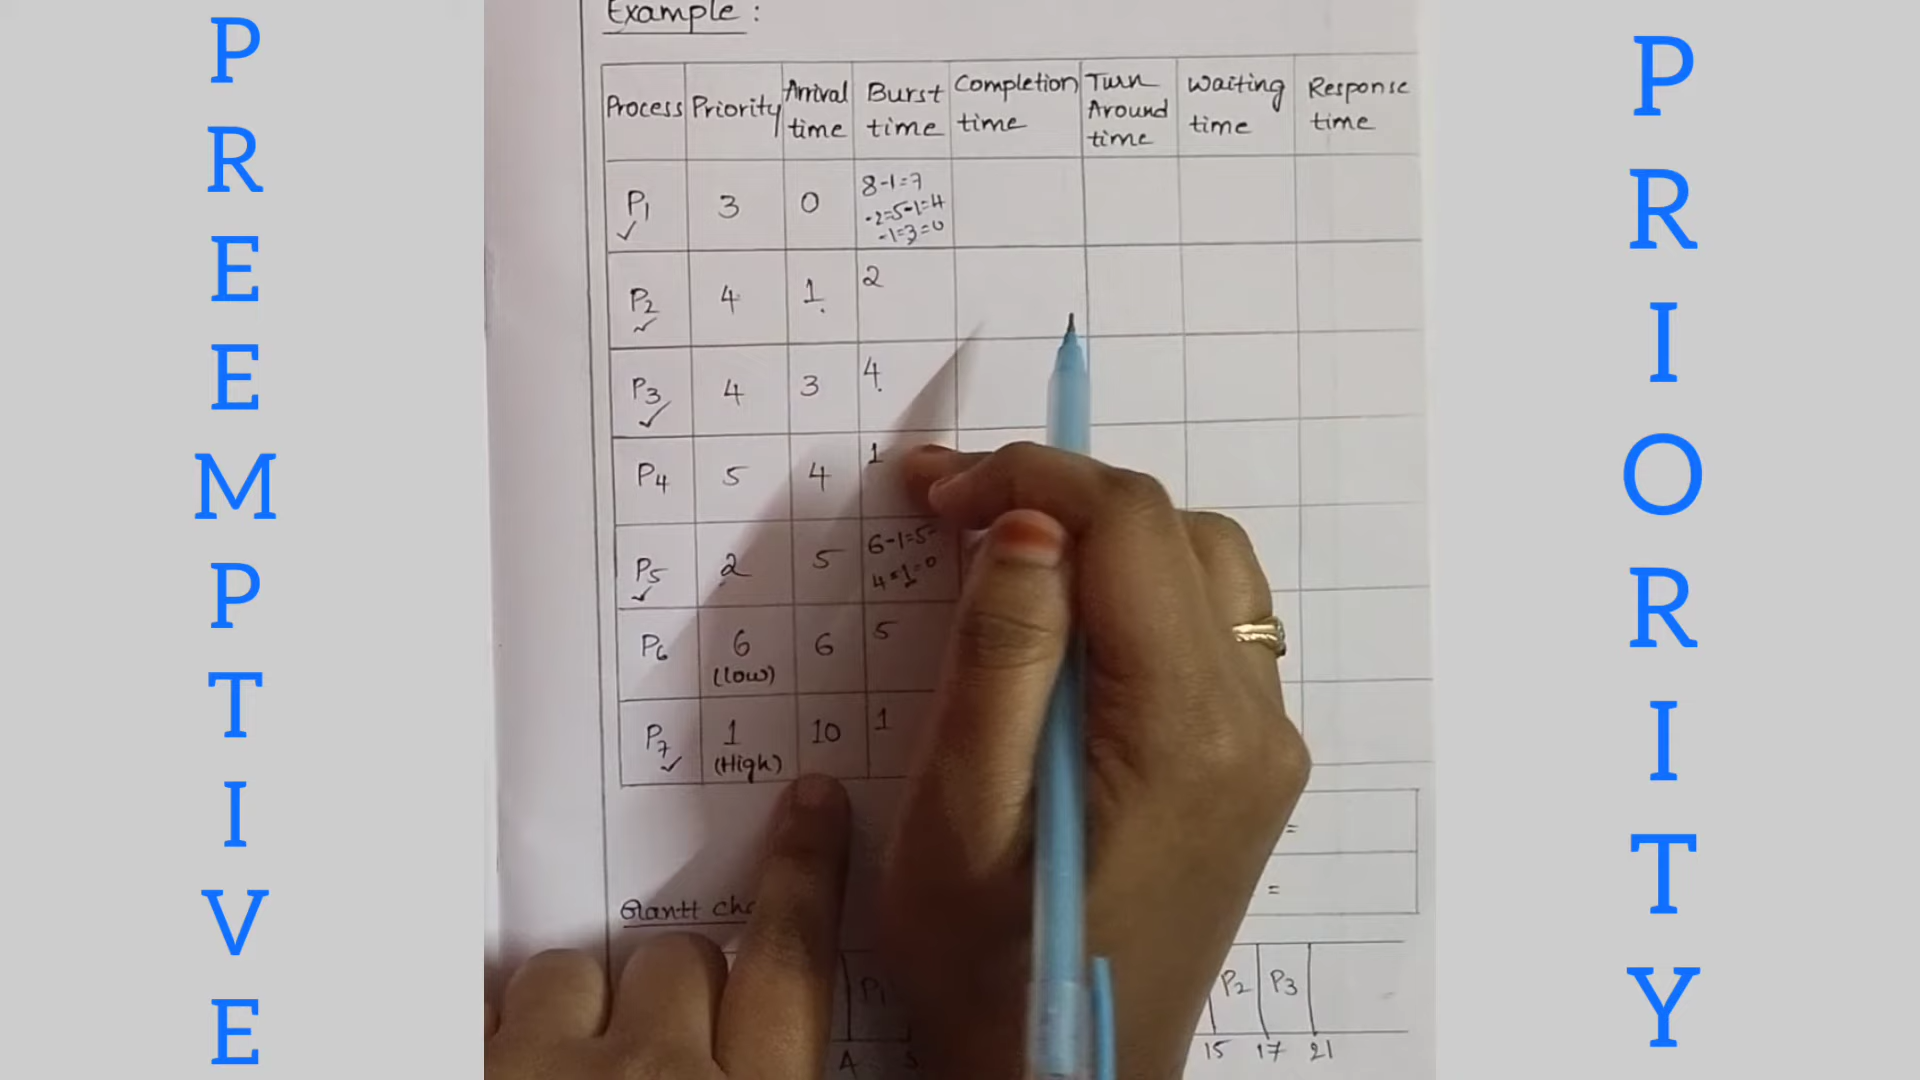 PREEMPTIVE
Example :
Process Priority Arrival time Burst time Completion time Turn Around time Waiting time Response time
P1 3 0 8-1=7
-2=5-1=4
-1=3=0
P2 4 1 2
P3 4 3 4
P4 5 4 1
P5 2 5 6-1=5-
4=1=0
P6 6 6 5
(low)
P7 1 10 1
(High)
=
=
Gantt
P1 P2 P3
4 5 15 17 21
PRIORITY